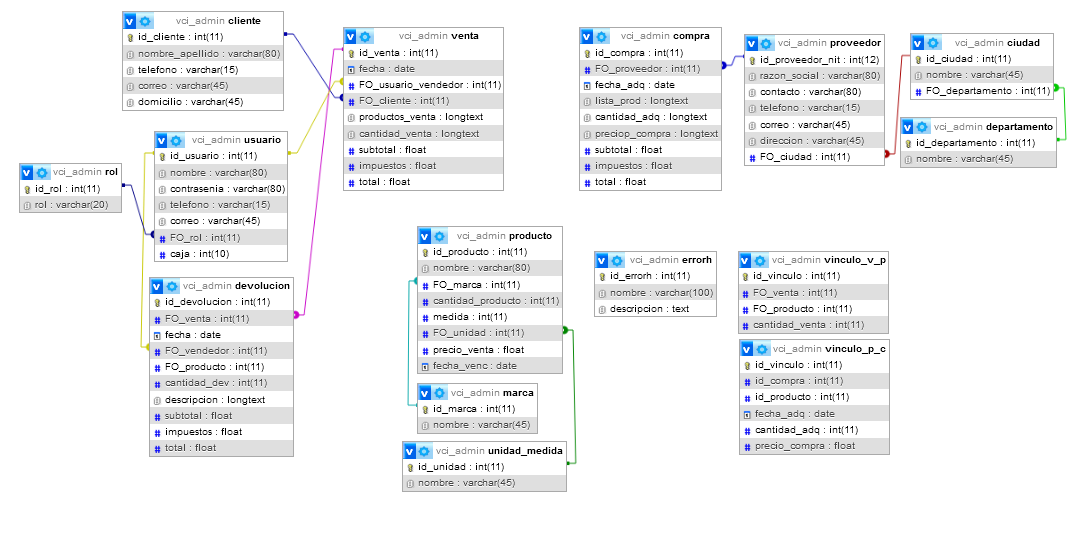 vci_admin cliente
id_cliente : int(11)
nombre_apellido : varchar(80)
telefono : varchar(15)
correo : varchar(45)
domicilio : varchar(45)
vci_admin usuario
id_usuario : int(11)
nombre : varchar(80)
contrasenia : varchar(80)
telefono : varchar(15)
correo : varchar(45)
FO_rol : int(11)
caja : int(10)
vci_admin rol
id_rol : int(11)
rol : varchar(20)
vci_admin devolucion
id_devolucion : int(11)
FO_venta : int(11)
fecha : date
FO_vendedor : int(11)
FO_producto : int(11)
cantidad_dev : int(11)
descripcion : longtext
subtotal : float
impuestos : float
total : float
vci_admin venta
id_venta : int(11)
fecha : date
FO_usuario_vendedor : int(11)
FO_cliente : int(11)
productos_venta : longtext
cantidad_venta : longtext
subtotal : float
impuestos : float
total : float
vci_admin compra
id_compra : int(11)
FO_proveedor : int(11)
fecha_adq : date
lista_prod : longtext
cantidad_adq : longtext
preciop_compra : longtext
subtotal : float
impuestos : float
total : float
vci_admin proveedor
id_proveedor_nit : int(12)
razon_social : varchar(80)
contacto : varchar(80)
telefono : varchar(15)
correo : varchar(45)
direccion : varchar(45)
FO_ciudad : int(11)
vci_admin ciudad
id_ciudad : int(11)
nombre : varchar(45)
FO_departamento : int(11)
vci_admin departamento
id_departamento : int(11)
nombre : varchar(45)
vci_admin producto
id_producto : int(11)
nombre : varchar(80)
FO_marca : int(11)
cantidad_producto : int(11)
medida : int(11)
FO_unidad : int(11)
precio_venta : float
fecha_venc : date
vci_admin marca
id_marca : int(11)
nombre : varchar(45)
vci_admin unidad_medida
id_unidad : int(11)
nombre : varchar(45)
vci_admin errorh
id_errorh : int(11)
nombre : varchar(100)
descripcion : text
vci_admin vinculo_v_p
id_vinculo : int(11)
FO_venta : int(11)
FO_producto : int(11)
cantidad_venta : int(11)
vci_admin vinculo_p_c
id_vinculo : int(11)
id_compra : int(11)
id_producto : int(11)
fecha_adq : date
cantidad_adq : int(11)
precio_compra : float